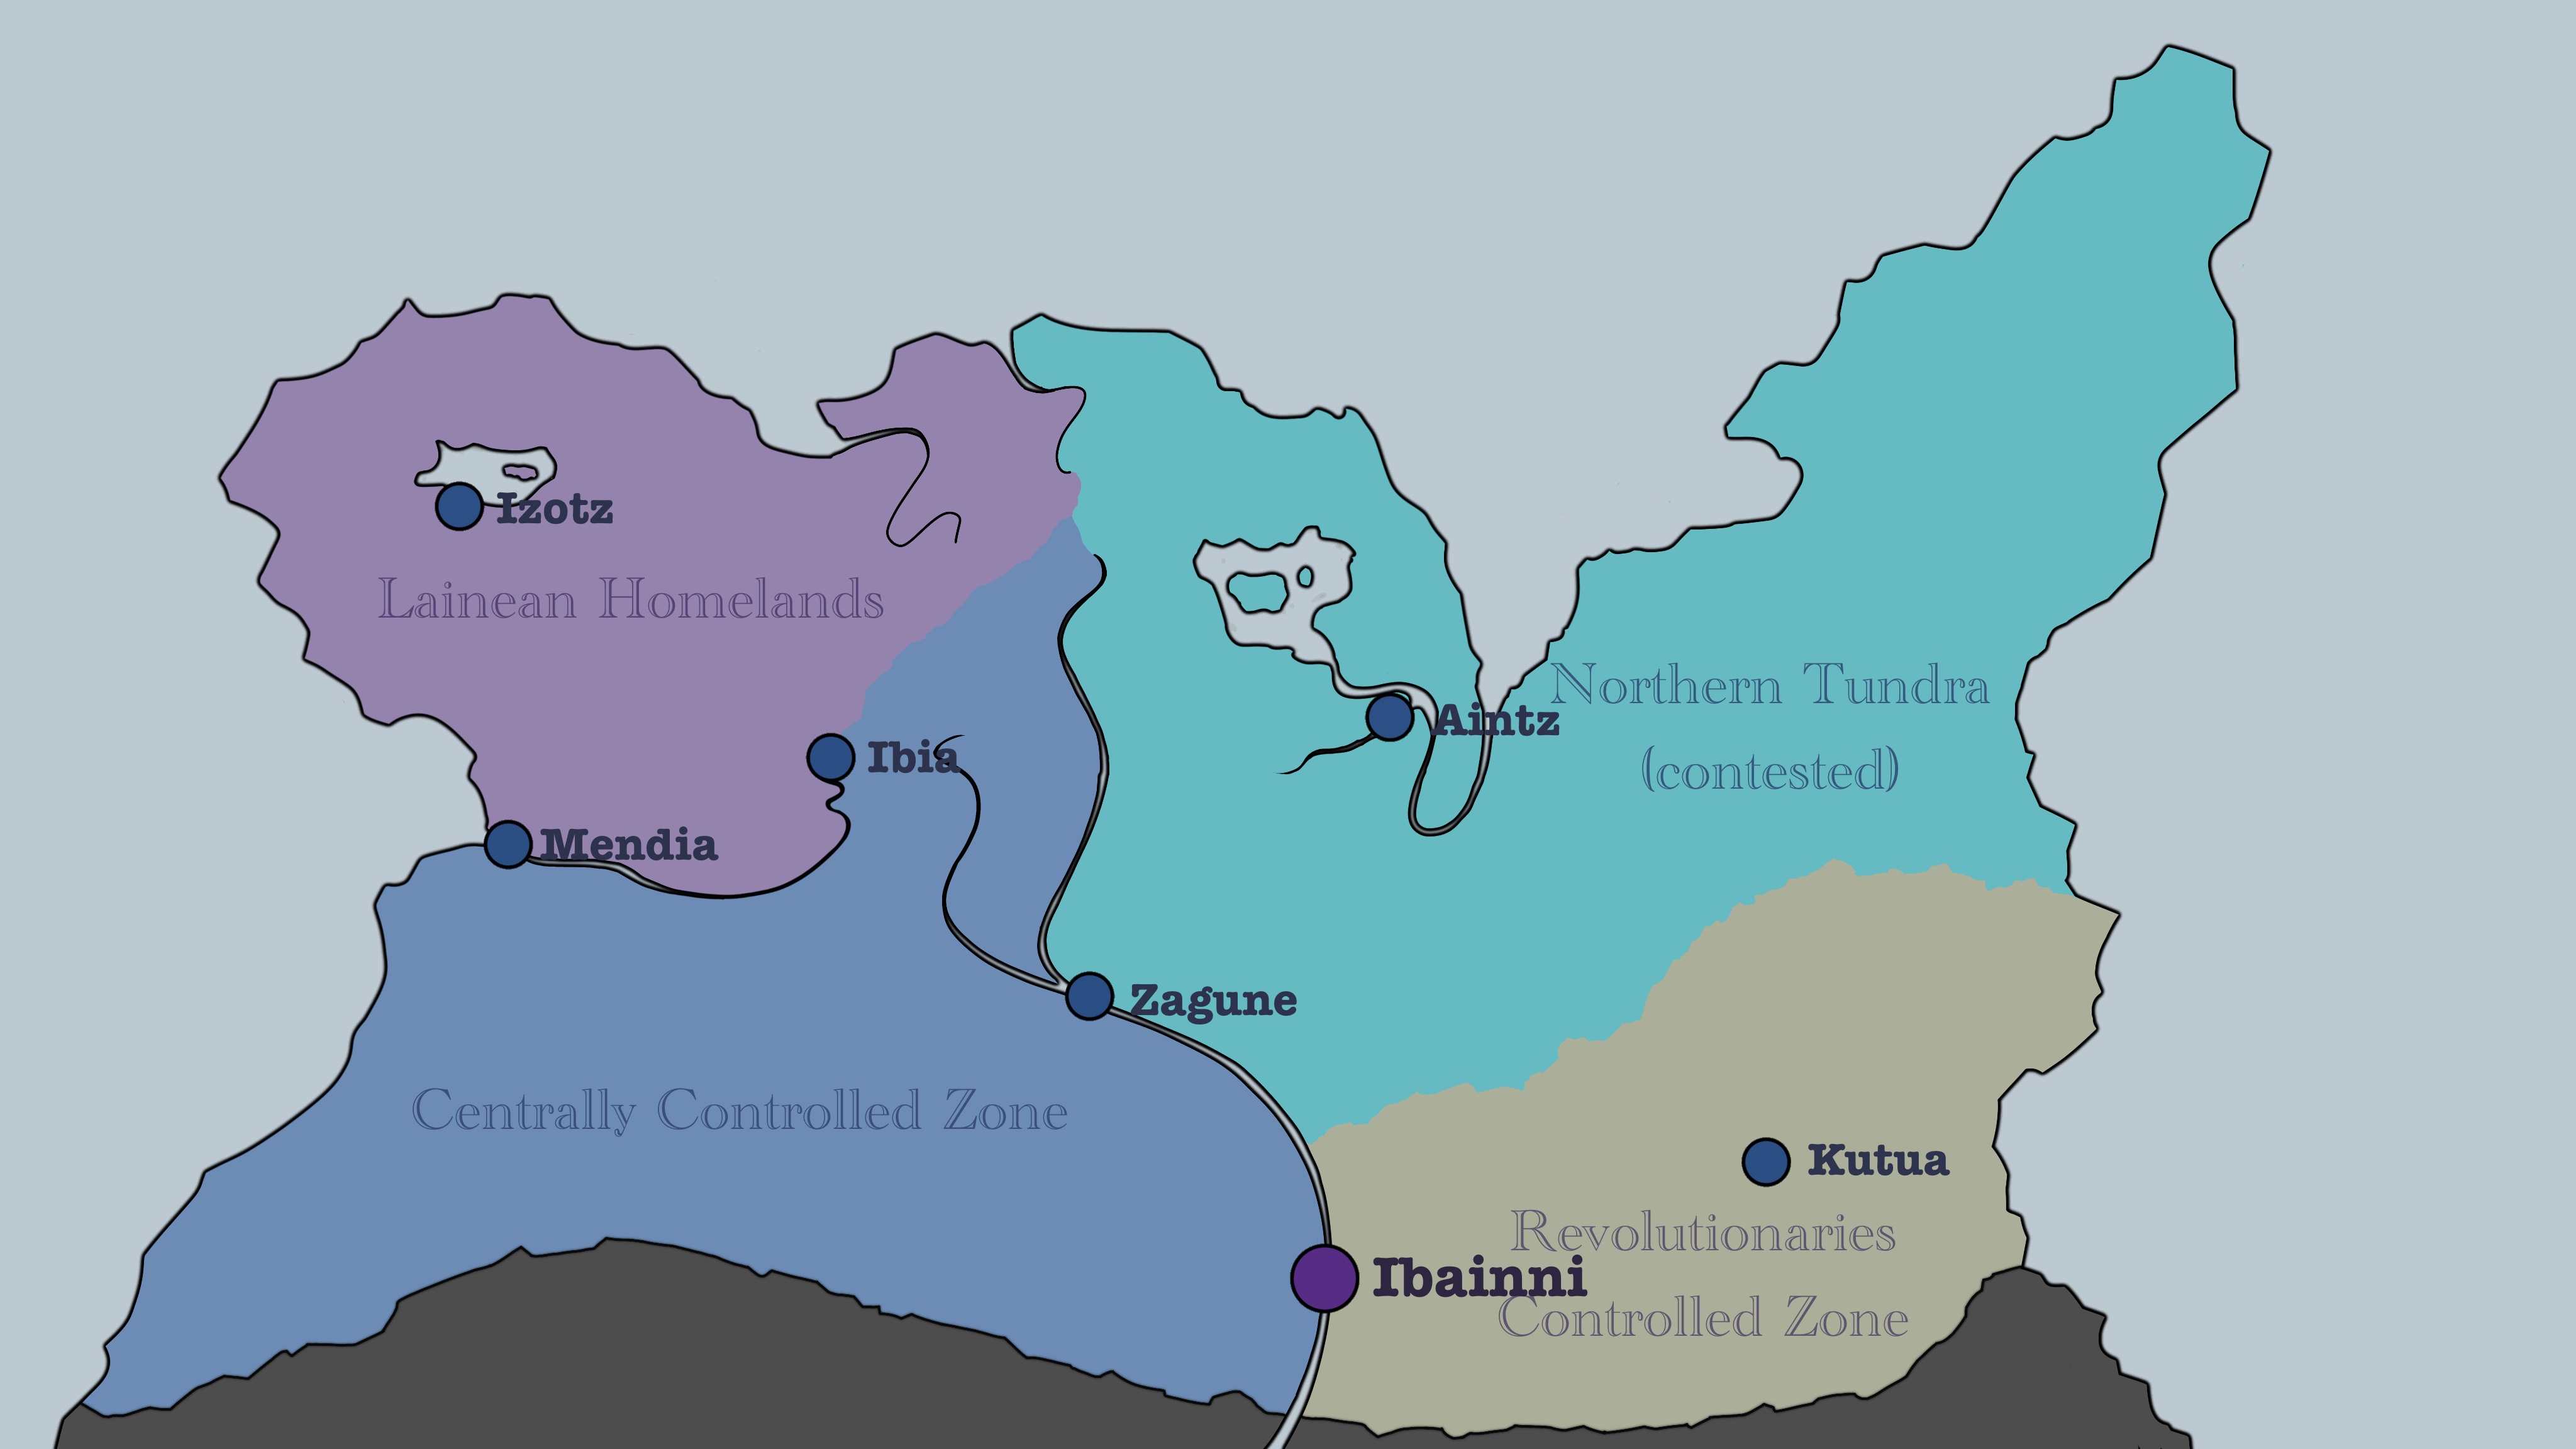 Izotz
Lainean Homelands
Northern Tundra
(contested)
Aintz
Ibia
Mendia
Zagune
Centrally Controlled Zone
Kutua
Revolutionaries
Controlled Zone
Ibainni